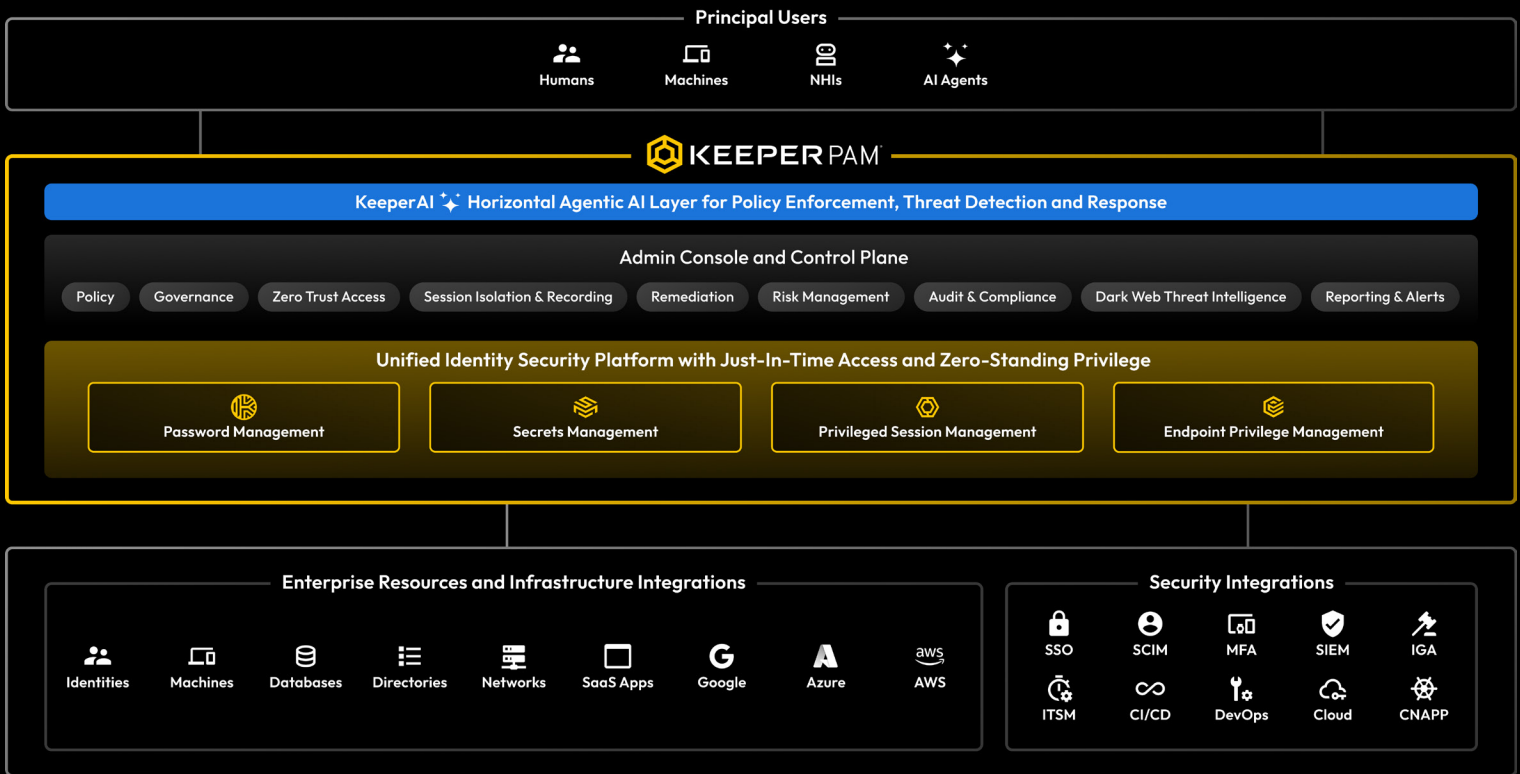 Principal Users
Humans
Machines
NHIs
AI Agents
KEEPERPAM
KeeperAI Horizontal Agentic AI Layer for Policy Enforcement, Threat Detection and Response
Admin Console and Control Plane
Policy
Governance
Zero Trust Access
Session Isolation & Recording
Remediation
Risk Management
Audit & Compliance
Dark Web Threat Intelligence
Reporting & Alerts
Unified Identity Security Platform with Just-In-Time Access and Zero-Standing Privilege
Password Management
Secrets Management
Privileged Session Management
Endpoint Privilege Management
Enterprise Resources and Infrastructure Integrations
Identities
Machines
Databases
Directories
Networks
SaaS Apps
Google
Azure
aws
AWS
Security Integrations
SSO
SCIM
MFA
SIEM
IGA
ITSM
CI/CD
DevOps
Cloud
CNAPP